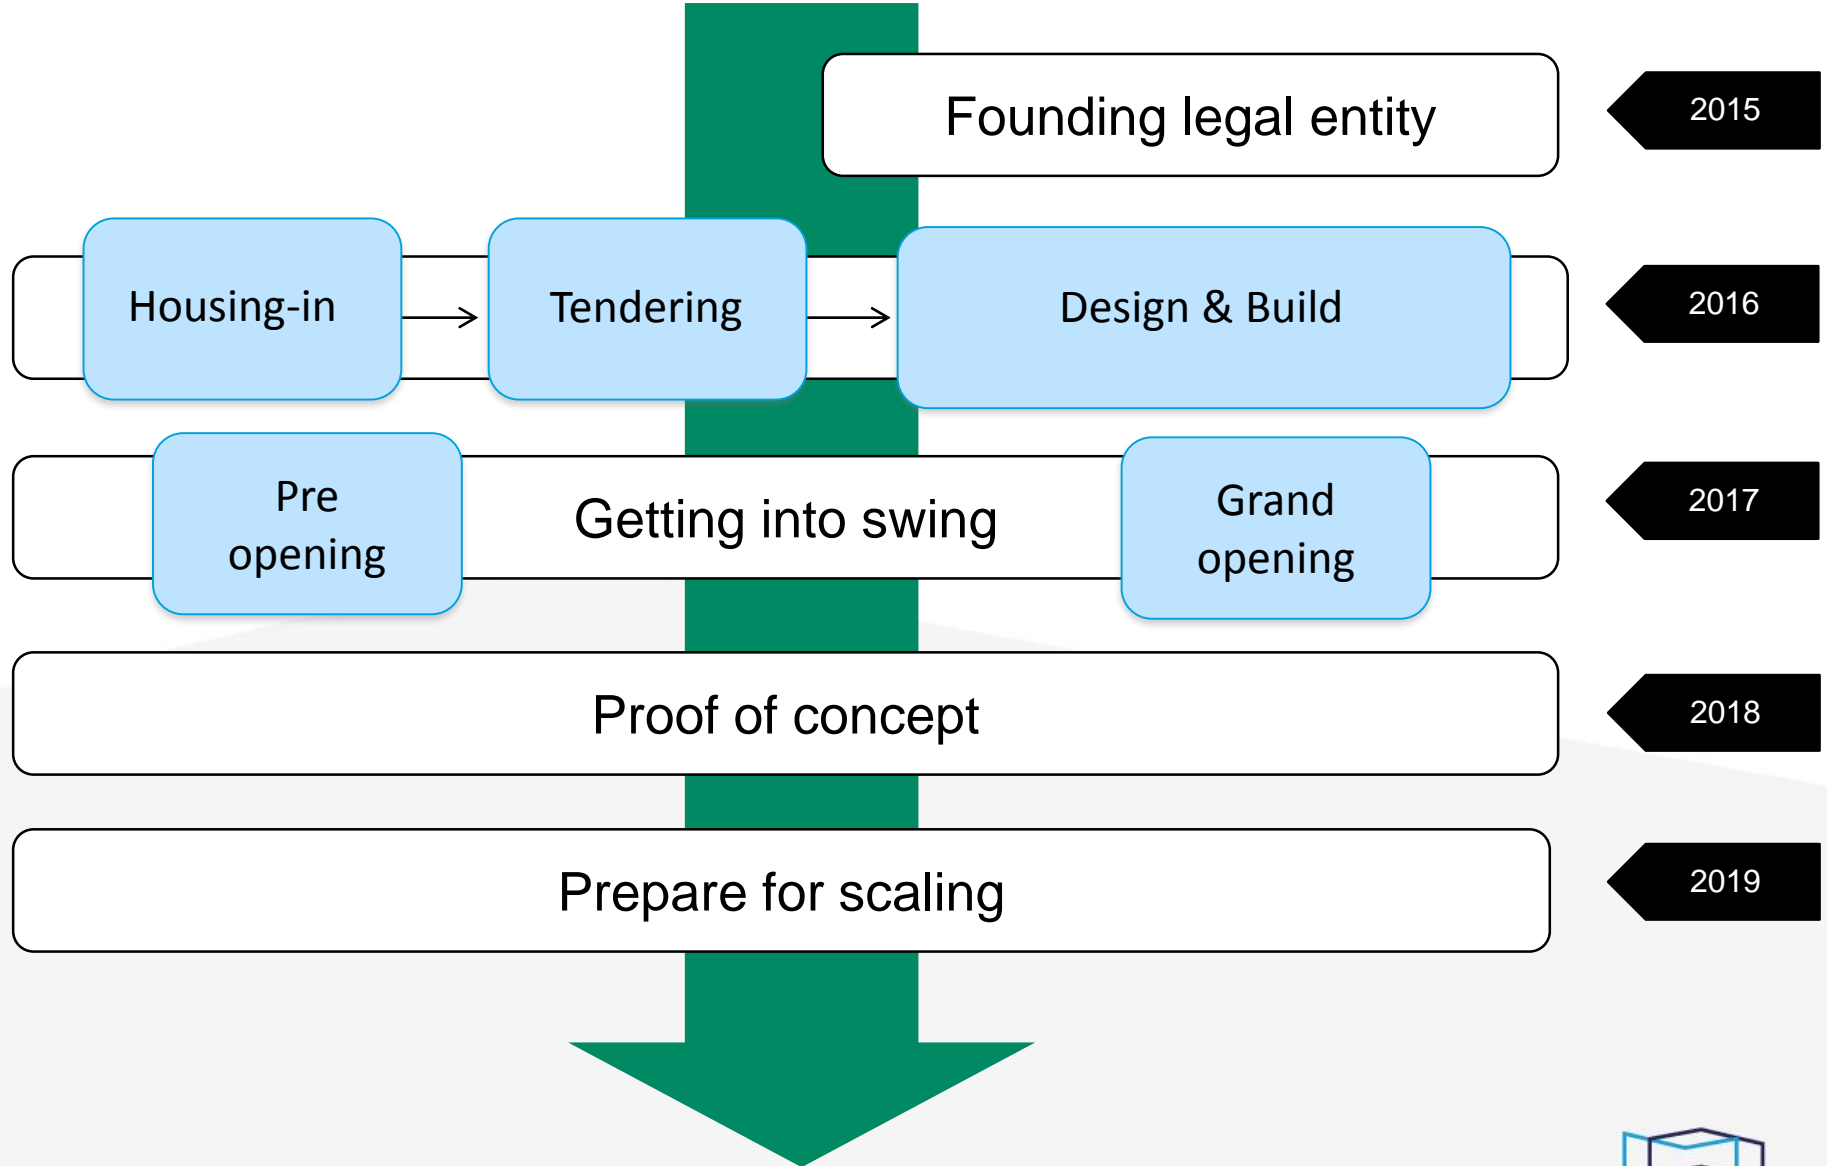 Founding legal entity
2015
Housing-in
Tendering
Design & Build
2016
Pre
opening
Getting into swing
Grand
opening
2017
Proof of concept
2018
Prepare for scaling
2019